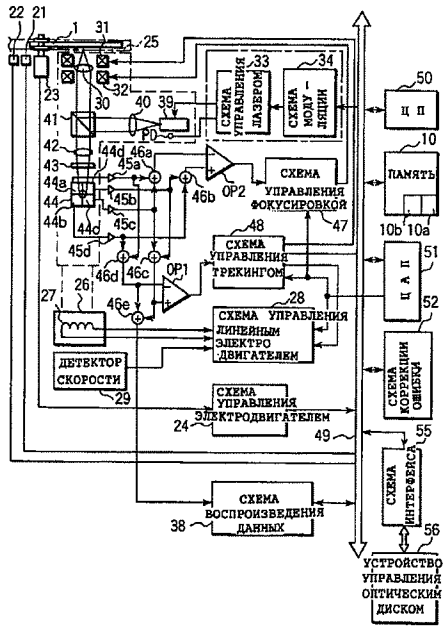 22 21
1
25
31
23
30
32
33
34
СХЕМА УПРАВЛЕНИЯ ЛАЗЕРОМ
СХЕМА МОДУ-ЛЯЦИИ
39
40
41
PD
42
43
44d
45a
46a
44a
44
45b
44b
45c
44c
45d
46b
OP2
СХЕМА
УПРАВЛЕНИЯ
ФОКУСИРОВКОЙ
47
46d
46c
OP1
48
СХЕМА
УПРАВЛЕНИЯ
ТРЕКИНГОМ
46e
26
27
28
СХЕМА УПРАВЛЕНИЯ
ЛИНЕЙНЫМ
ЭЛЕКТРО
ДВИГАТЕЛЕМ
ДЕТЕКТОР
СКОРОСТИ
29
СХЕМА
УПРАВЛЕНИЯ
ЭЛЕКТРОДВИГАТЕЛЕМ
24
49
СХЕМА
ВОСПРОИЗВЕДЕНИЯ
ДАННЫХ
38
50
ЦП
10
ПАМЯТЬ
10b 10a
51
ЦАП
52
СХЕМА КОРРЕКЦИИ ОШИБКИ
55
СХЕМА ИНТЕРФЕЙСА
56
УСТРОЙСТВО
УПРАВЛЕНИЯ
ОПТИЧЕСКИМ
ДИСКОМ